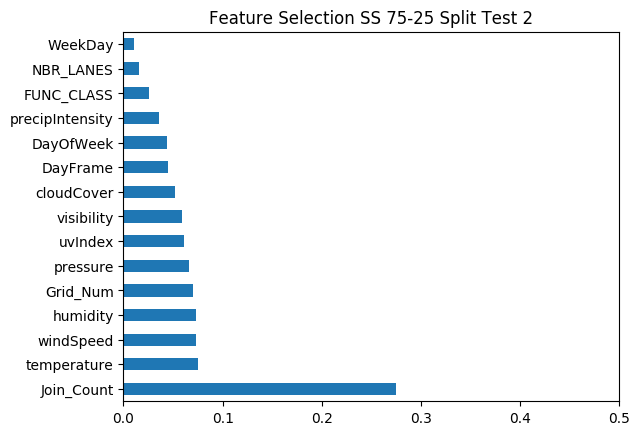 Feature Selection SS 75-25 Split Test 2
WeekDay
NBR_LANES
FUNC_CLASS
precipIntensity
DayOfWeek
DayFrame
cloudCover
visibility
uvIndex
pressure
Grid_Num
humidity
windSpeed
temperature
Join_Count
0.0 0.1 0.2 0.3 0.4 0.5